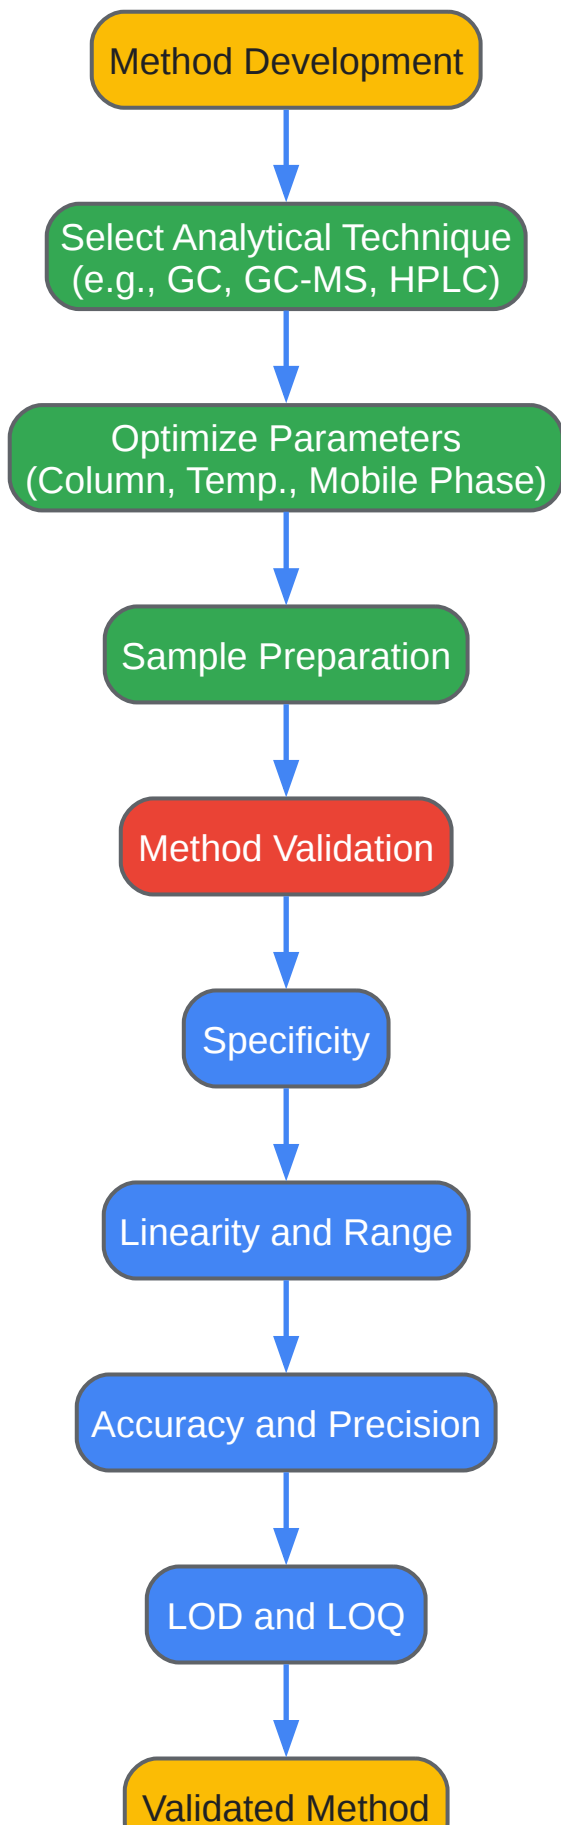 Method Development
Select Analytical Technique
(e.g., GC, GC-MS, HPLC)
Optimize Parameters
(Column, Temp., Mobile Phase)
Sample Preparation
Method Validation
Specificity
Linearity and Range
Accuracy and Precision
LOD and LOQ
Validated Method